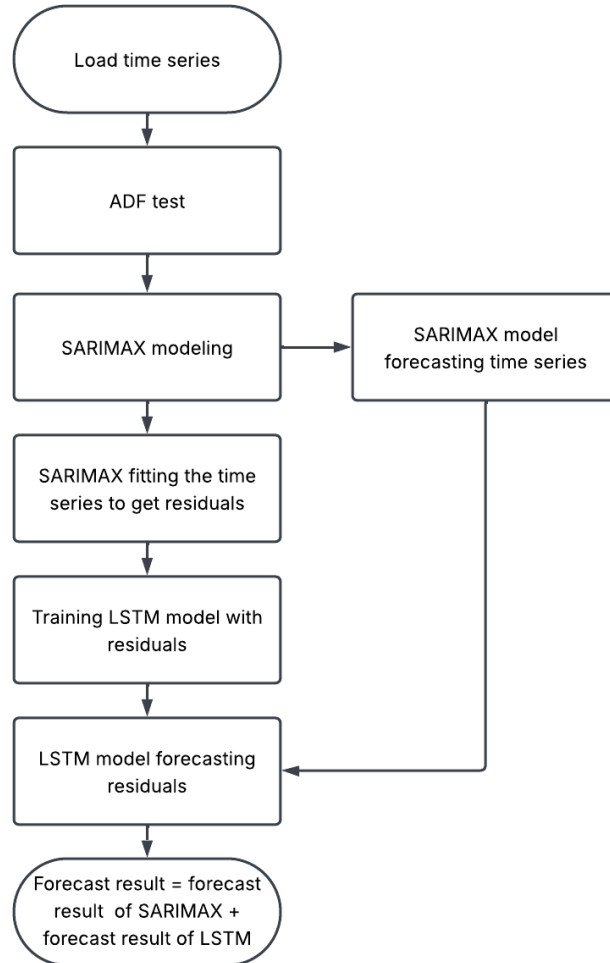 Load time series
ADF test
SARIMAX modeling
SARIMAX model
forecasting time series
SARIMAX fitting the time
series to get residuals
Training LSTM model with
residuals
LSTM model forecasting
residuals
Forecast result = forecast
result  of SARIMAX +
forecast result of LSTM